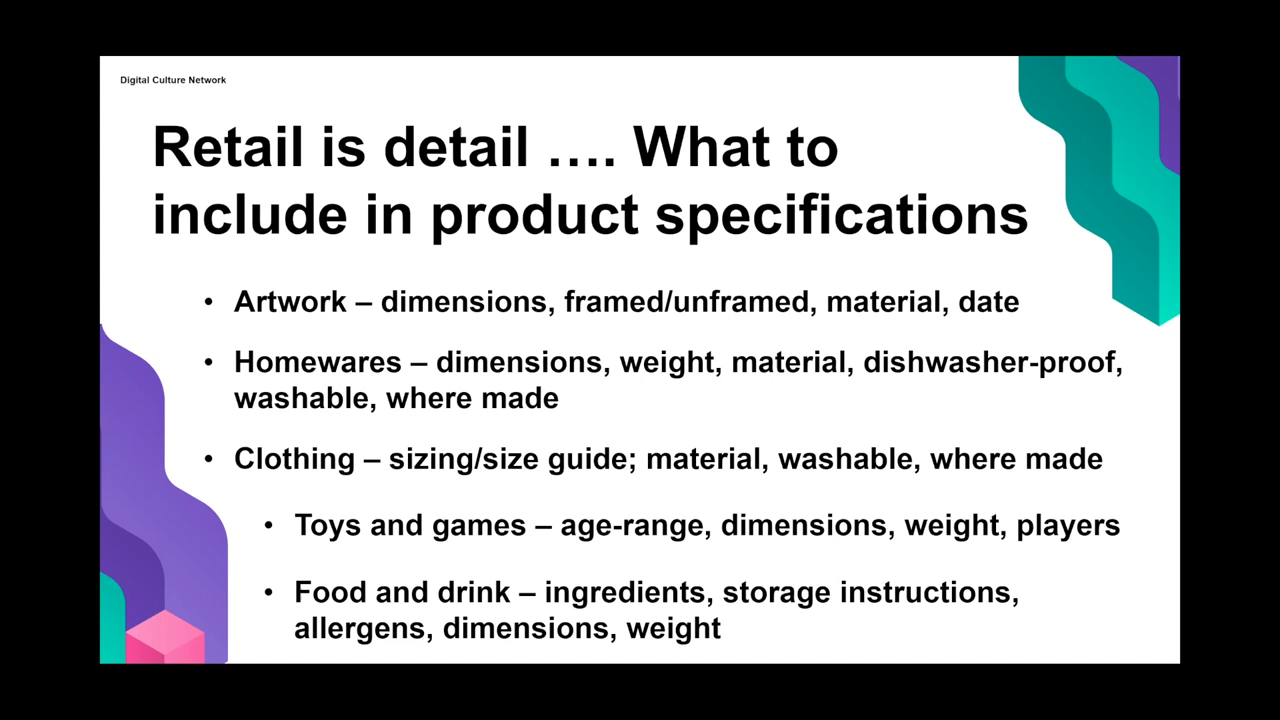 Digital Culture Network
Retail is detail …. What to
include in product specifications
• Artwork – dimensions, framed/unframed, material, date
• Homewares – dimensions, weight, material, dishwasher-proof,
washable, where made
• Clothing – sizing/size guide; material, washable, where made
• Toys and games – age-range, dimensions, weight, players
• Food and drink – ingredients, storage instructions,
allergens, dimensions, weight